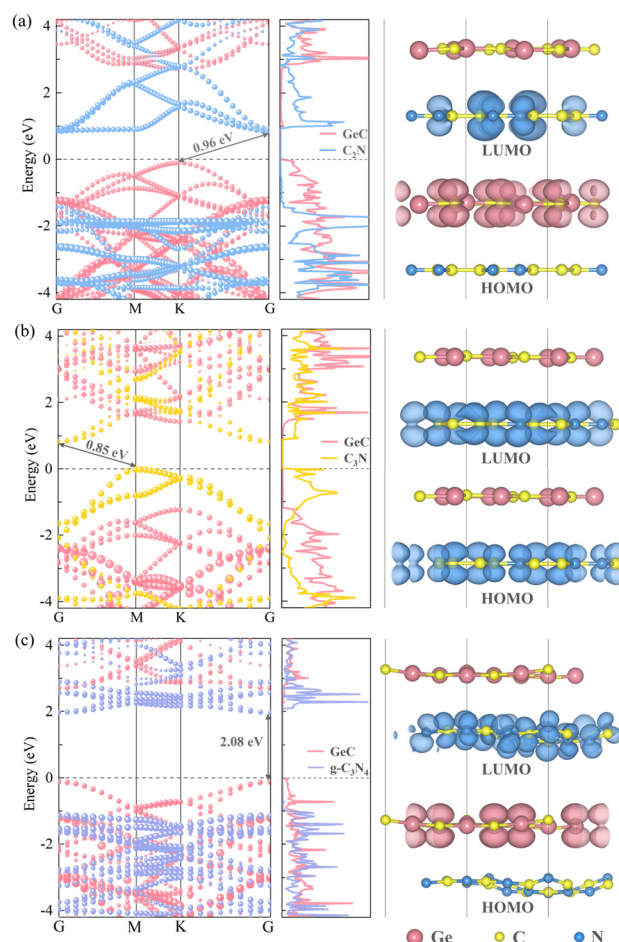 (a)
Energy (eV)
4
2
0
-2
-4
0.96 eV
G M K G
GeC
C₂N
LUMO
HOMO
(b)
Energy (eV)
4
2
0
-2
-4
0.85 eV
G M K G
GeC
C₃N
LUMO
HOMO
(c)
Energy (eV)
4
2
0
-2
-4
2.08 eV
G M K G
GeC
g-C₃N₄
LUMO
HOMO
Ge C N